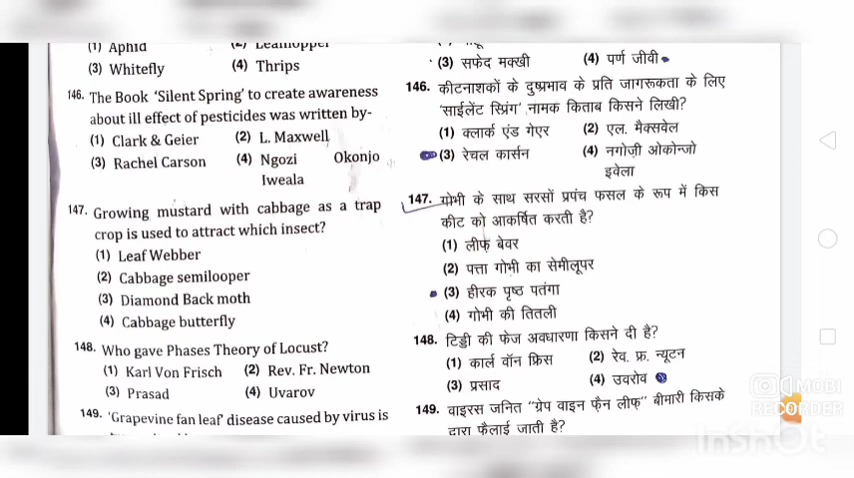 (1) Aphid
(2) Leafhopper
(3) Whitefly
(4) Thrips
146. The Book 'Silent Spring' to create awareness
about ill effect of pesticides was written by-
(1) Clark & Geier
(2) L. Maxwell
(3) Rachel Carson
(4) Ngozi Okonjo
Iweala
147. Growing mustard with cabbage as a trap
crop is used to attract which insect?
(1) Leaf Webber
(2) Cabbage semilooper
(3) Diamond Back moth
(4) Cabbage butterfly
148. Who gave Phases Theory of Locust?
(1) Karl Von Frisch
(2) Rev. Fr. Newton
(3) Prasad
(4) Uvarov
149. 'Grapevine fan leaf' disease caused by virus is
(3) सफेद मक्खी
(4) पर्ण जीवी
146. कीटनाशकों के दुष्प्रभाव के प्रति जागरूकता के लिए
'साईलेंट स्प्रिंग' नामक किताब किसने लिखी?
(1) क्लार्क एंड गेएर
(2) एल. मैक्सवेल
(3) रेचल कार्सन
(4) नगोज़ी ओकोन्जो
इवेला
147. गोभी के साथ सरसों प्रपंच फसल के रूप में किस
कीट को आकर्षित करती है?
(1) लीफ़ बेवर
(2) पत्ता गोभी का सेमीलूपर
(3) हीरक पृष्ठ पतंगा
(4) गोभी की तितली
148. टिड्डी की फेज अवधारणा किसने दी है?
(1) कार्ल वॉन फ्रिस
(2) रेव. फ्र. न्यूटन
(3) प्रसाद
(4) उवरोव
149. वाइरस जनित "ग्रेप वाइन फ़ैन लीफ़" बीमारी किसके
द्वारा फैलाई जाती है?
MOBI
RECORDER
InShOt